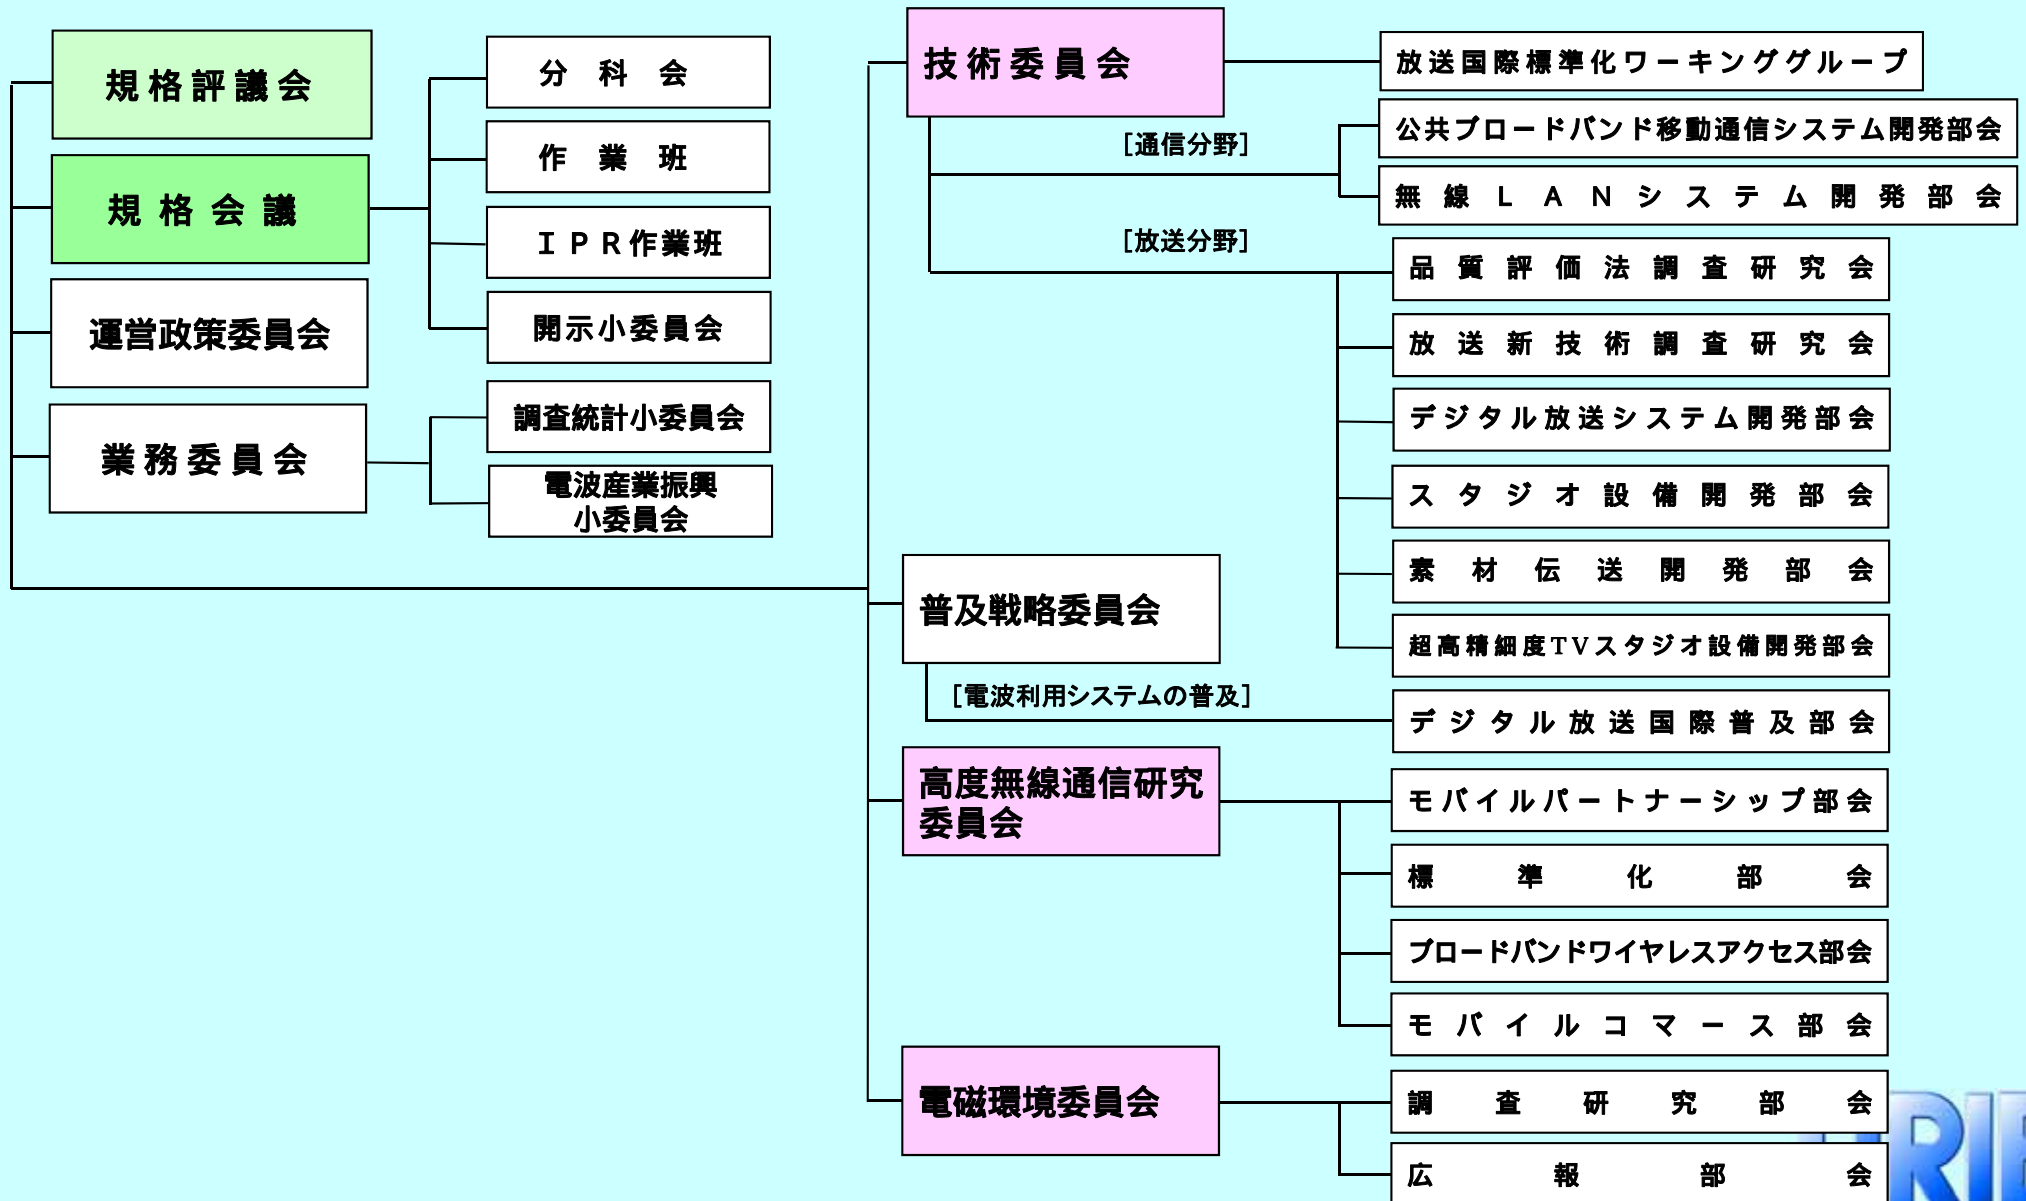 規格評議会
規格会議
運営政策委員会
業務委員会
分科会
作業班
ＩＰＲ作業班
開示小委員会
調査統計小委員会
電波産業振興
小委員会
技術委員会
放送国際標準化ワーキンググループ
[通信分野]
公共ブロードバンド移動通信システム開発部会
無線ＬＡＮシステム開発部会
[放送分野]
品質評価法調査研究会
放送新技術調査研究会
デジタル放送システム開発部会
スタジオ設備開発部会
素材伝送開発部会
超高精細度TVスタジオ設備開発部会
普及戦略委員会
[電波利用システムの普及]
デジタル放送国際普及部会
高度無線通信研究
委員会
モバイルパートナーシップ部会
標準化部会
ブロードバンドワイヤレスアクセス部会
モバイルコマース部会
電磁環境委員会
調査研究部会
広報部会